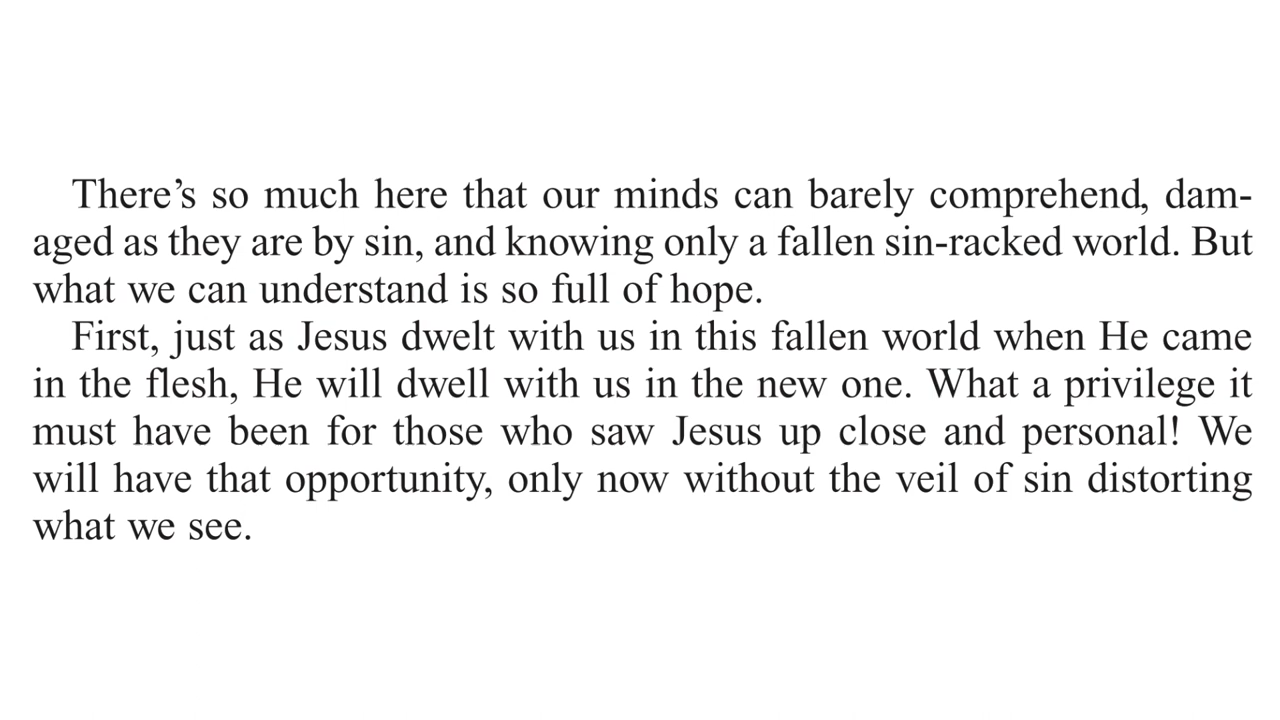 There’s so much here that our minds can barely comprehend, dam-
aged as they are by sin, and knowing only a fallen sin-racked world. But
what we can understand is so full of hope.
First, just as Jesus dwelt with us in this fallen world when He came
in the flesh, He will dwell with us in the new one. What a privilege it
must have been for those who saw Jesus up close and personal! We
will have that opportunity, only now without the veil of sin distorting
what we see.